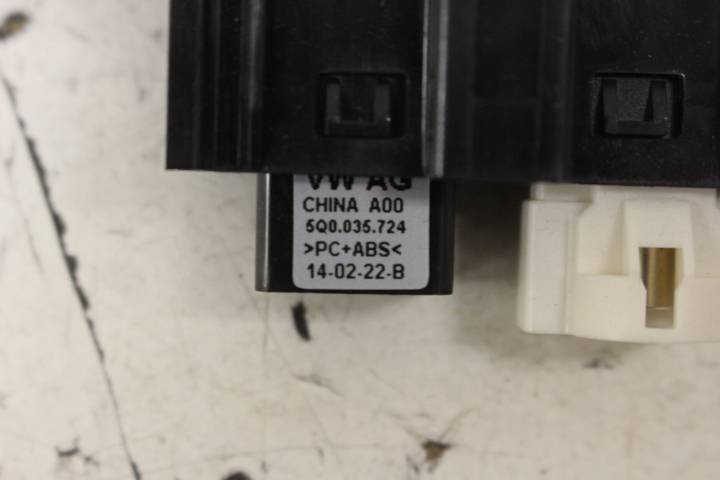 VW AG
CHINA A00
5Q0.035.724
>PC+ABS<
14-02-22-B